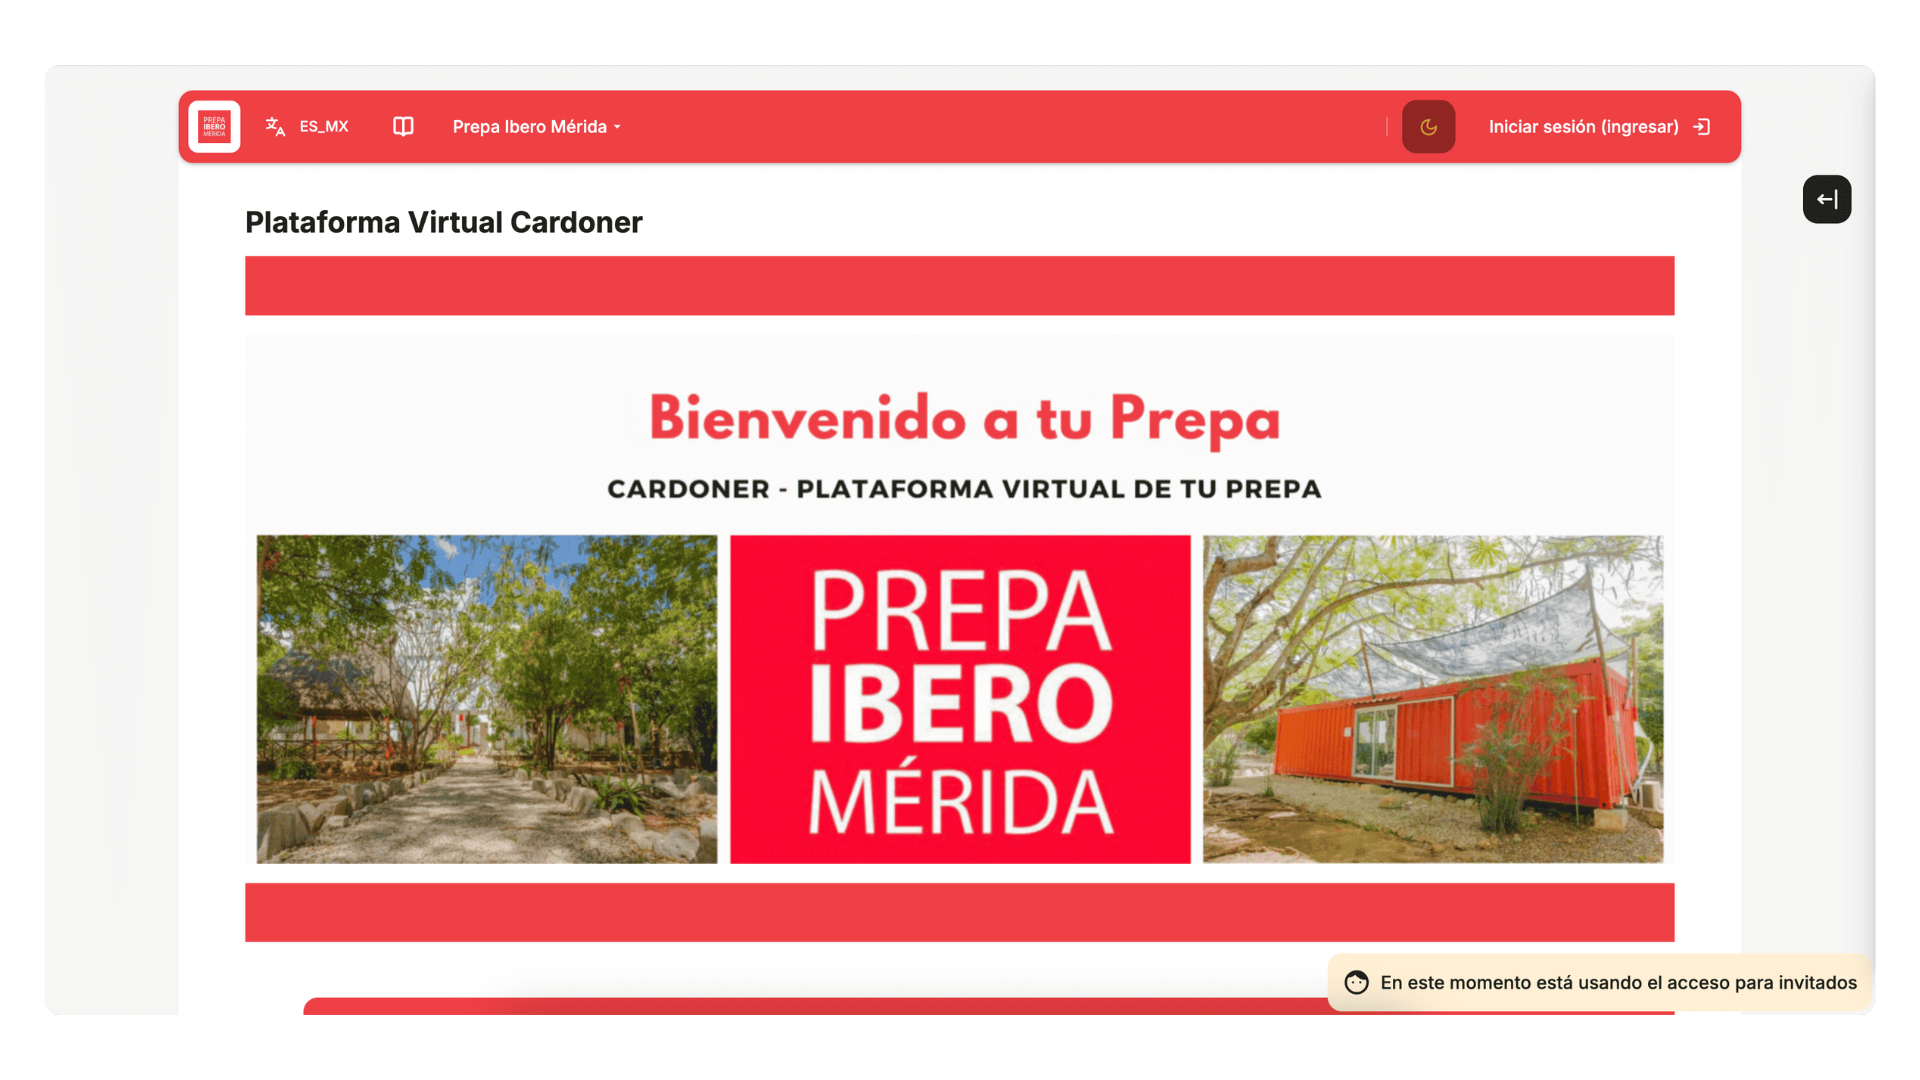 PREPA
IBERO
MÉRIDA
ES_MX
Prepa Ibero Mérida
Iniciar sesión (ingresar)
Plataforma Virtual Cardoner
Bienvenido a tu Prepa
CARDONER - PLATAFORMA VIRTUAL DE TU PREPA
PREPA
IBERO
MÉRIDA
En este momento está usando el acceso para invitados